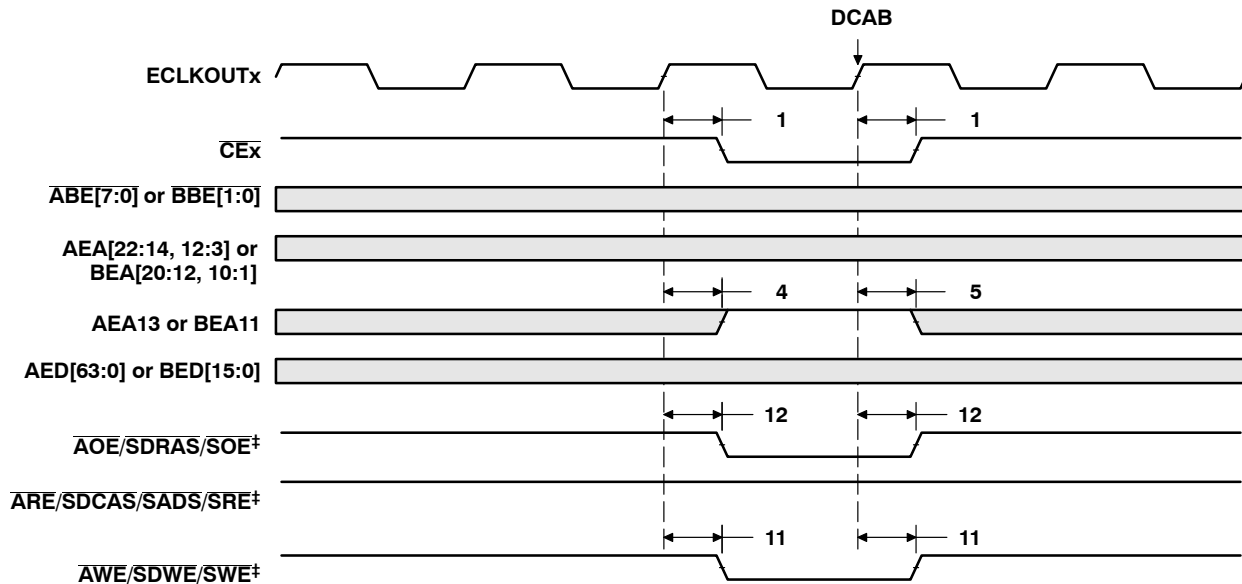 DCAB
ECLKOUTx
1 1
CEx
ABE[7:0] or BBE[1:0]
AEA[22:14, 12:3] or
BEA[20:12, 10:1]
4 5
AEA13 or BEA11
AED[63:0] or BED[15:0]
12 12
AOE/SDRAS/SOE‡
ARE/SDCAS/SADS/SRE‡
11 11
AWE/SDWE/SWE‡